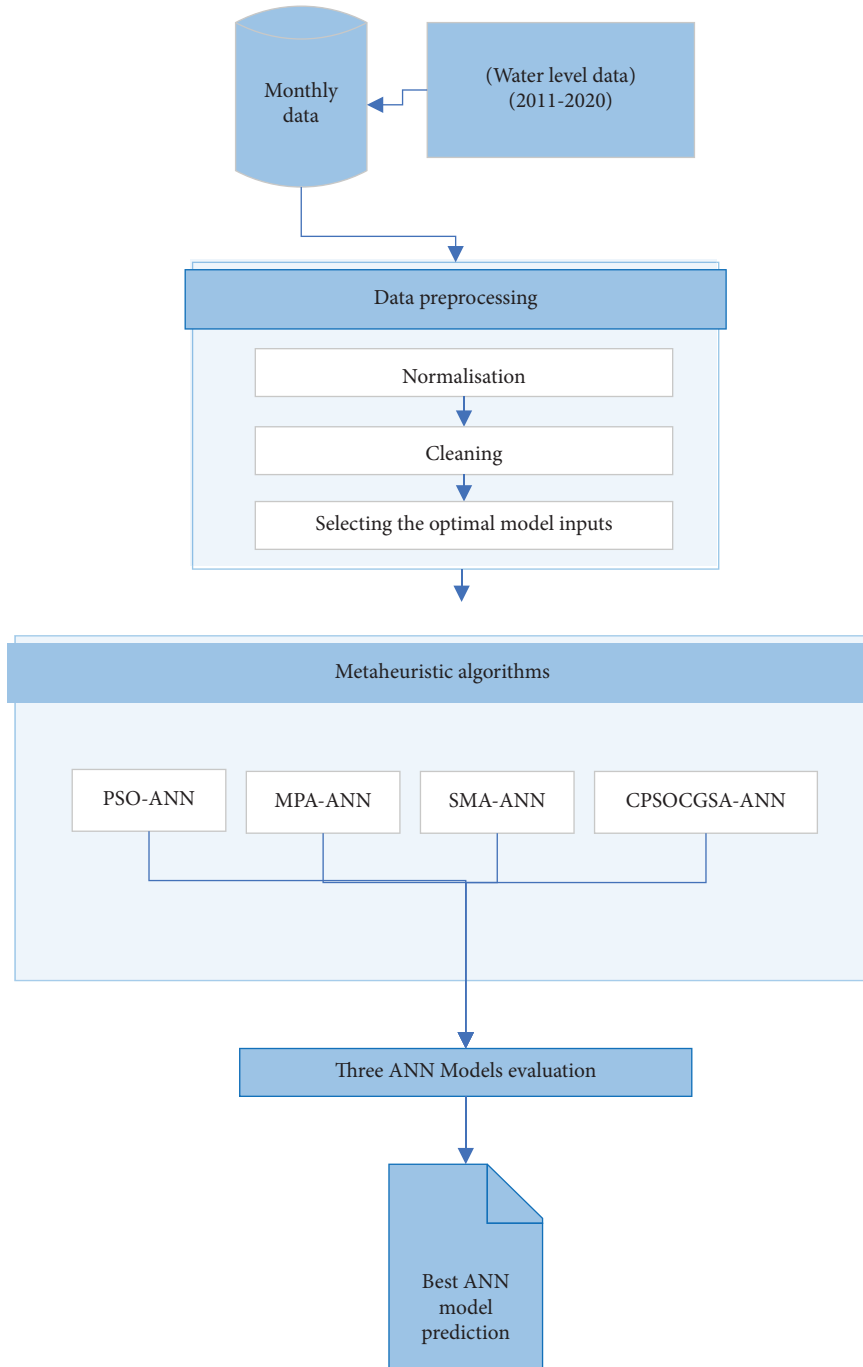 Monthly
data
(Water level data)
(2011-2020)
Data preprocessing
Normalisation
Cleaning
Selecting the optimal model inputs
Metaheuristic algorithms
PSO-ANN
MPA-ANN
SMA-ANN
CPSOCGSA-ANN
Three ANN Models evaluation
Best ANN
model
prediction